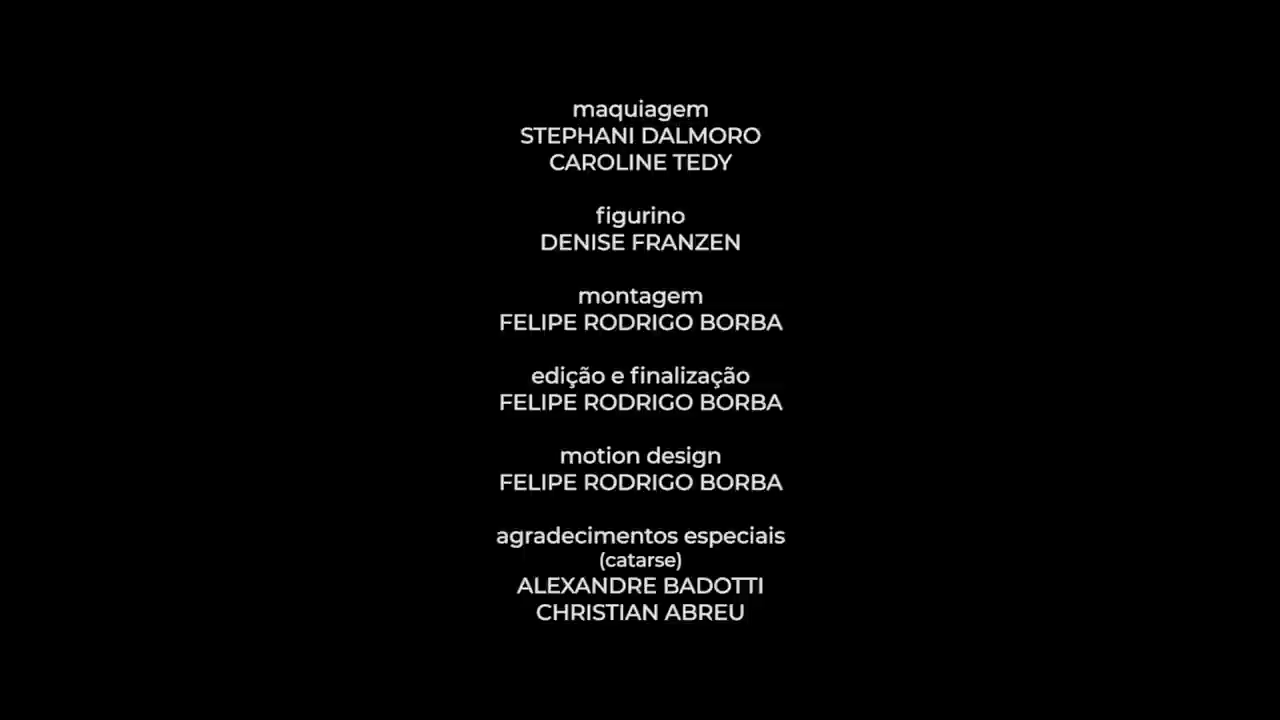 maquiagem
STEPHANI DALMORO
CAROLINE TEDY
figurino
DENISE FRANZEN
montagem
FELIPE RODRIGO BORBA
edição e finalização
FELIPE RODRIGO BORBA
motion design
FELIPE RODRIGO BORBA
agradecimentos especiais
(catarse)
ALEXANDRE BADOTTI
CHRISTIAN ABREU